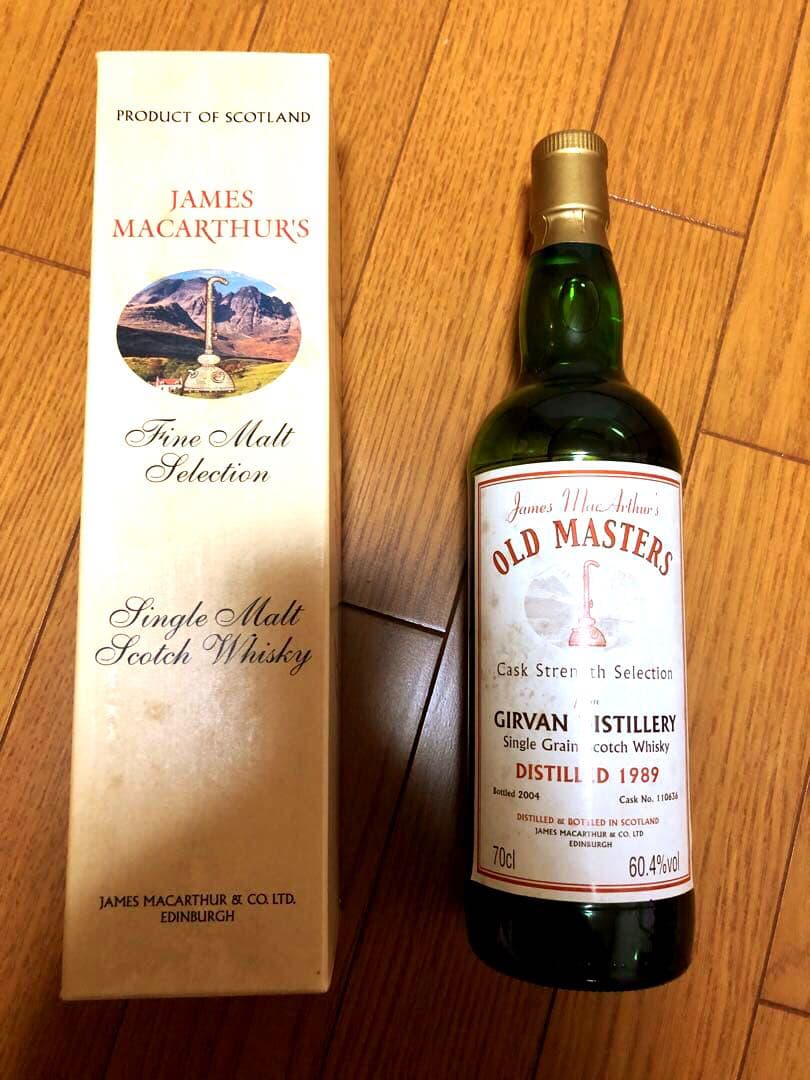 PRODUCT OF SCOTLAND
JAMES
MACARTHUR'S
Fine Malt
Selection
Single Malt
Scotch Whisky
JAMES MACARTHUR & CO. LTD.
EDINBURGH
James MacArthur's
OLD MASTERS
Cask Strength Selection
GIRVAN DISTILLERY
Single Grain Scotch Whisky
DISTILLED 1989
Bottled 2004 Cask No. 110636
DISTILLED & BOTTLED IN SCOTLAND
JAMES MACARTHUR & CO. LTD
EDINBURGH
70cl 60.4%vol